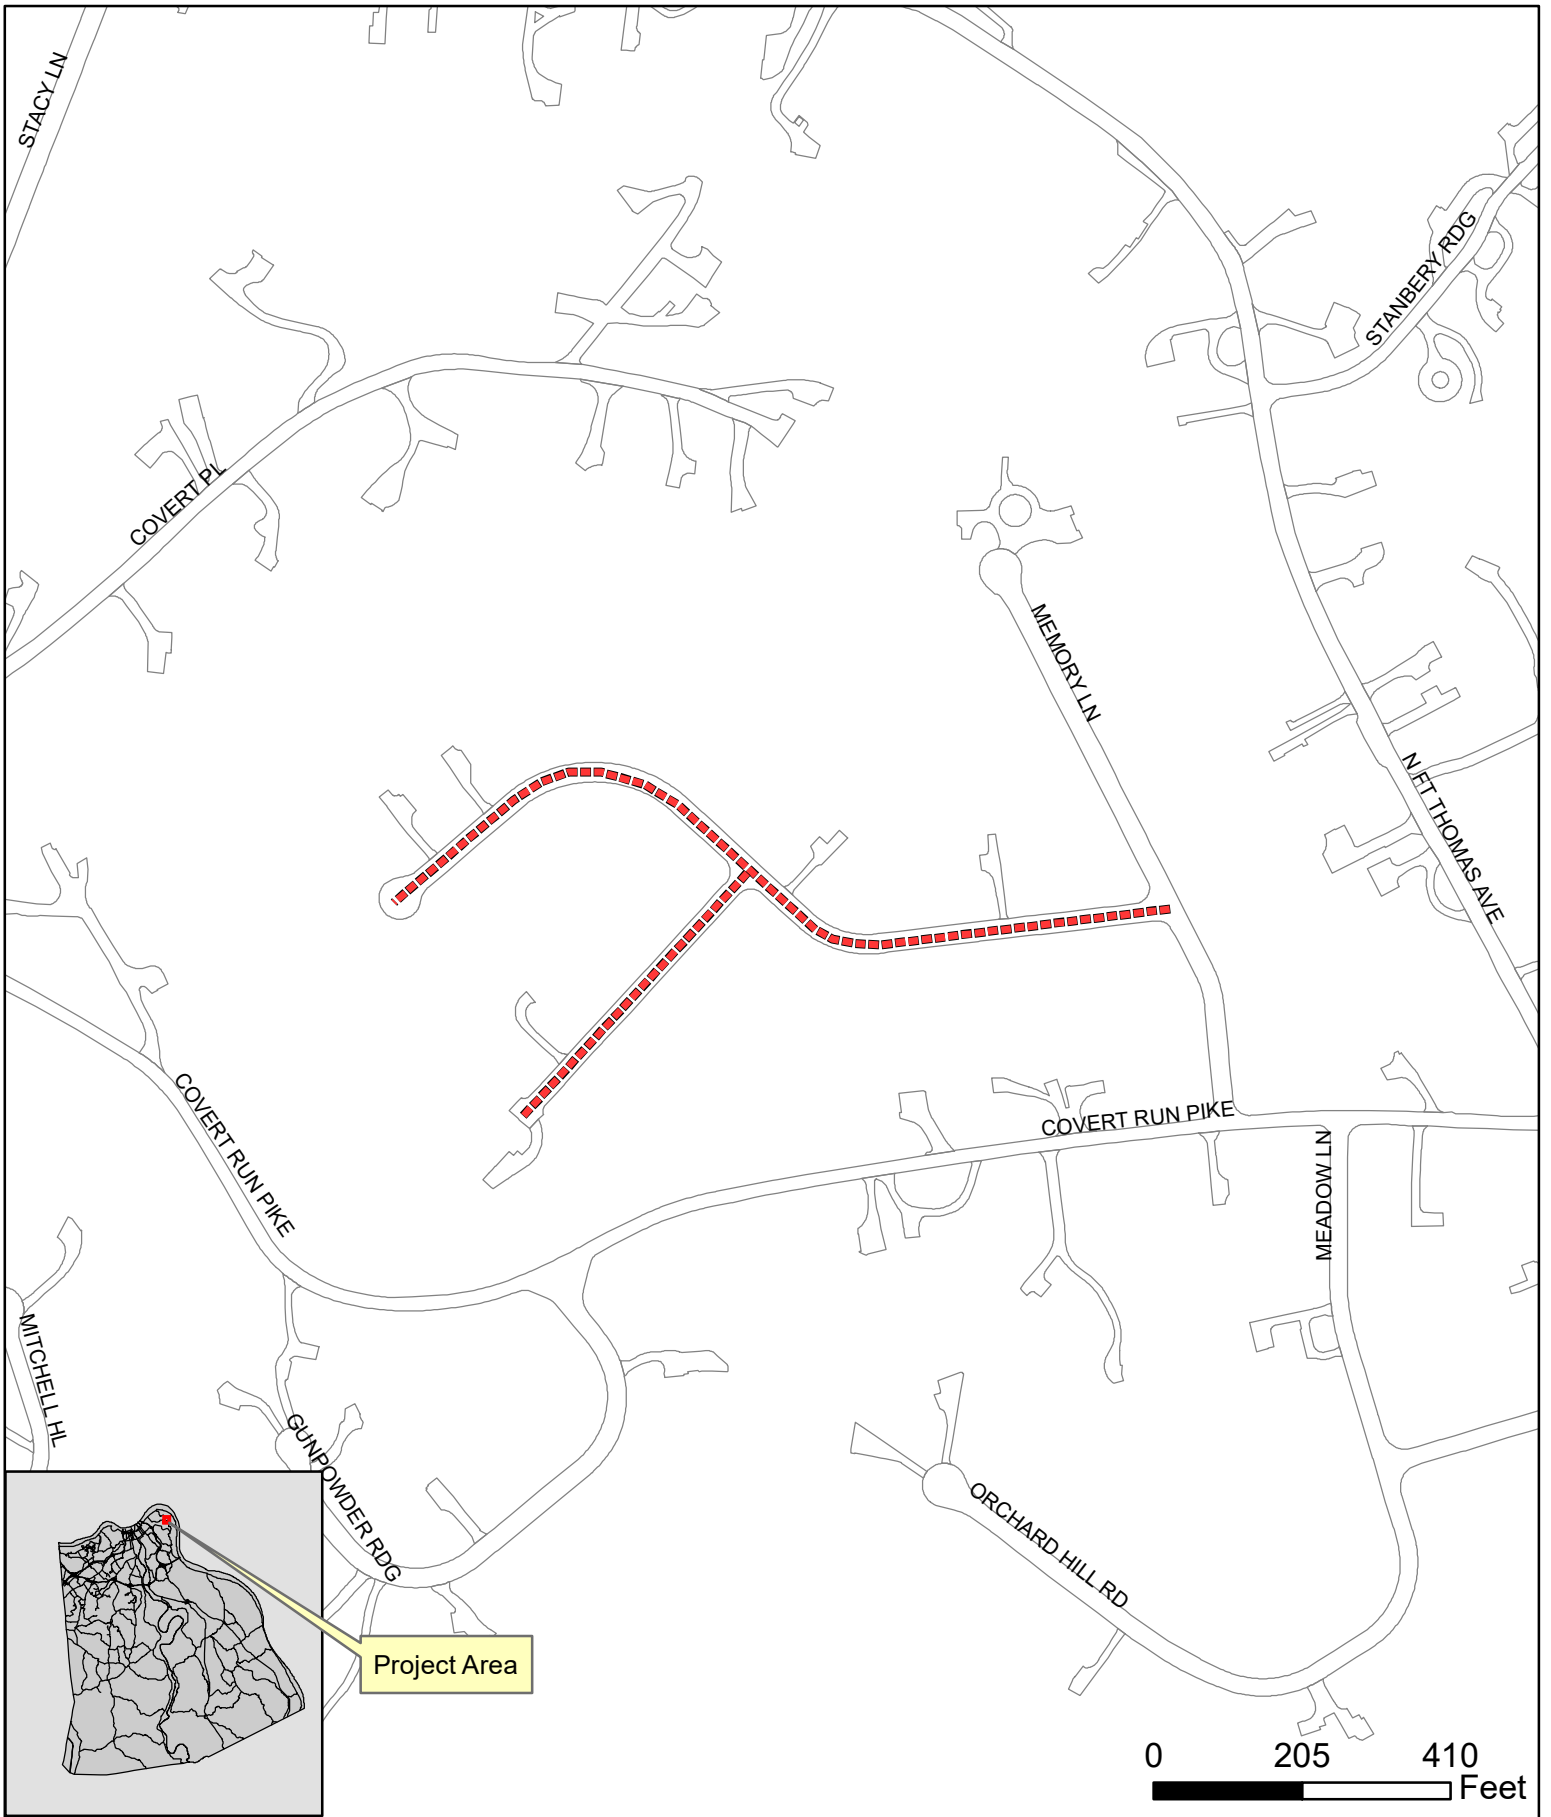 STACY LN
STANBERY RDG
COVERT PL
MEMORY LN
N FT THOMAS AVE
COVERT RUN PIKE
COVERT RUN PIKE
MEADOW LN
MITCHELL HL
GUNPOWDER RDG
ORCHARD HILL RD
Project Area
0 205 410
Feet